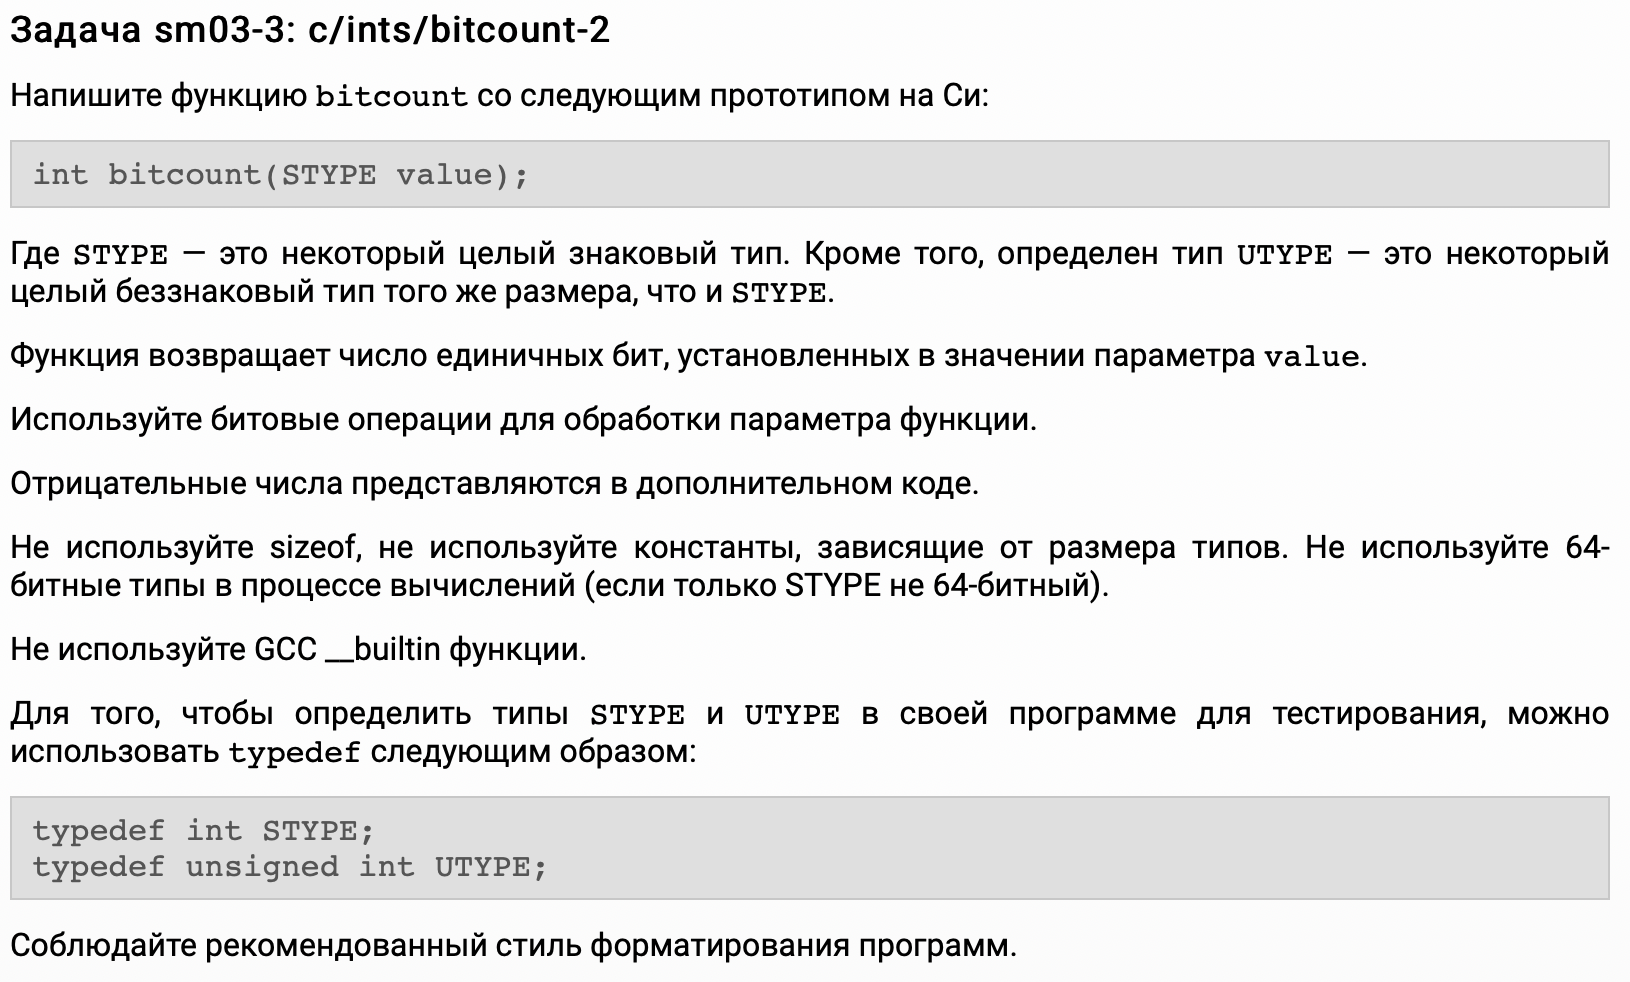 Задача sm03-3: c/ints/bitcount-2
Напишите функцию bitcount со следующим прототипом на Си:
int bitcount(STYPE value);
Где STYPE — это некоторый целый знаковый тип. Кроме того, определен тип UTYPE — это некоторый
целый беззнаковый тип того же размера, что и STYPE.
Функция возвращает число единичных бит, установленных в значении параметра value.
Используйте битовые операции для обработки параметра функции.
Отрицательные числа представляются в дополнительном коде.
Не используйте sizeof, не используйте константы, зависящие от размера типов. Не используйте 64-
битные типы в процессе вычислений (если только STYPE не 64-битный).
Не используйте GCC __builtin функции.
Для того, чтобы определить типы STYPE и UTYPE в своей программе для тестирования, можно
использовать typedef следующим образом:
typedef int STYPE;
typedef unsigned int UTYPE;
Соблюдайте рекомендованный стиль форматирования программ.